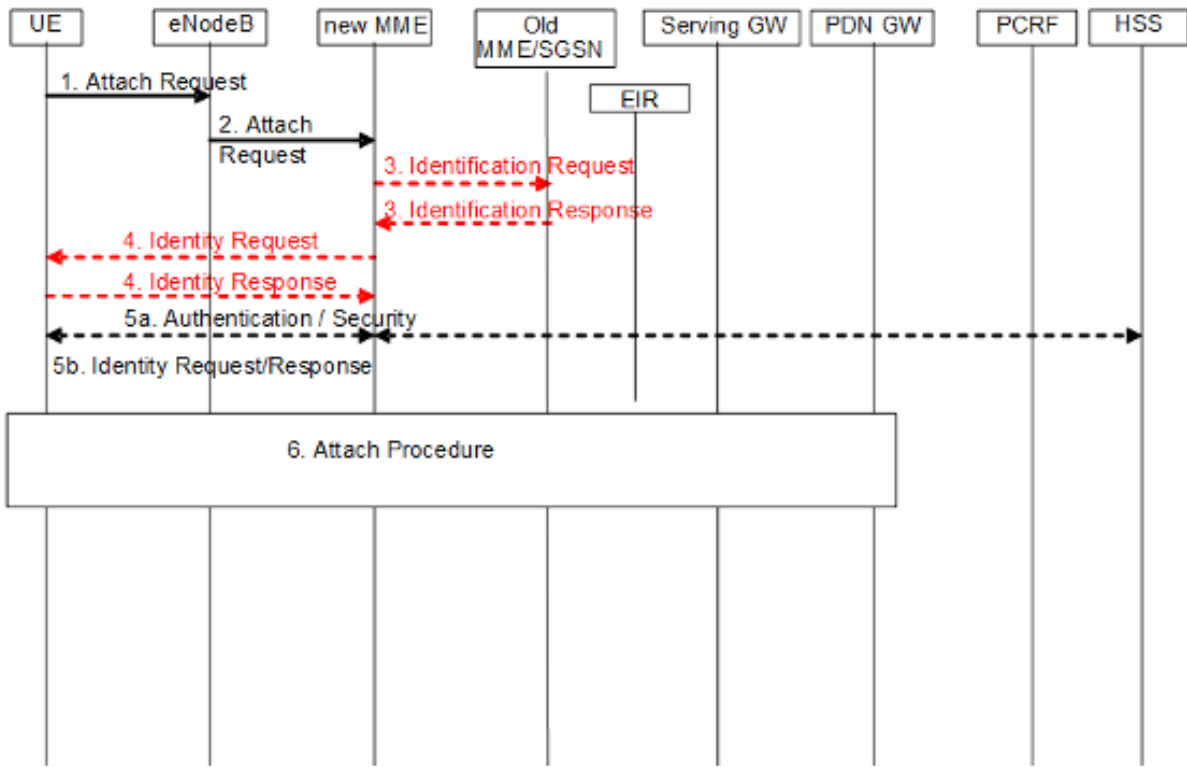 UE
eNodeB
new MME
Old
MME/SGSN
Serving GW
PDN GW
PCRF
HSS
EIR
1. Attach Request
2. Attach
Request
3. Identification Request
3. Identification Response
4. Identity Request
4. Identity Response
5a. Authentication / Security
5b. Identity Request/Response
6. Attach Procedure